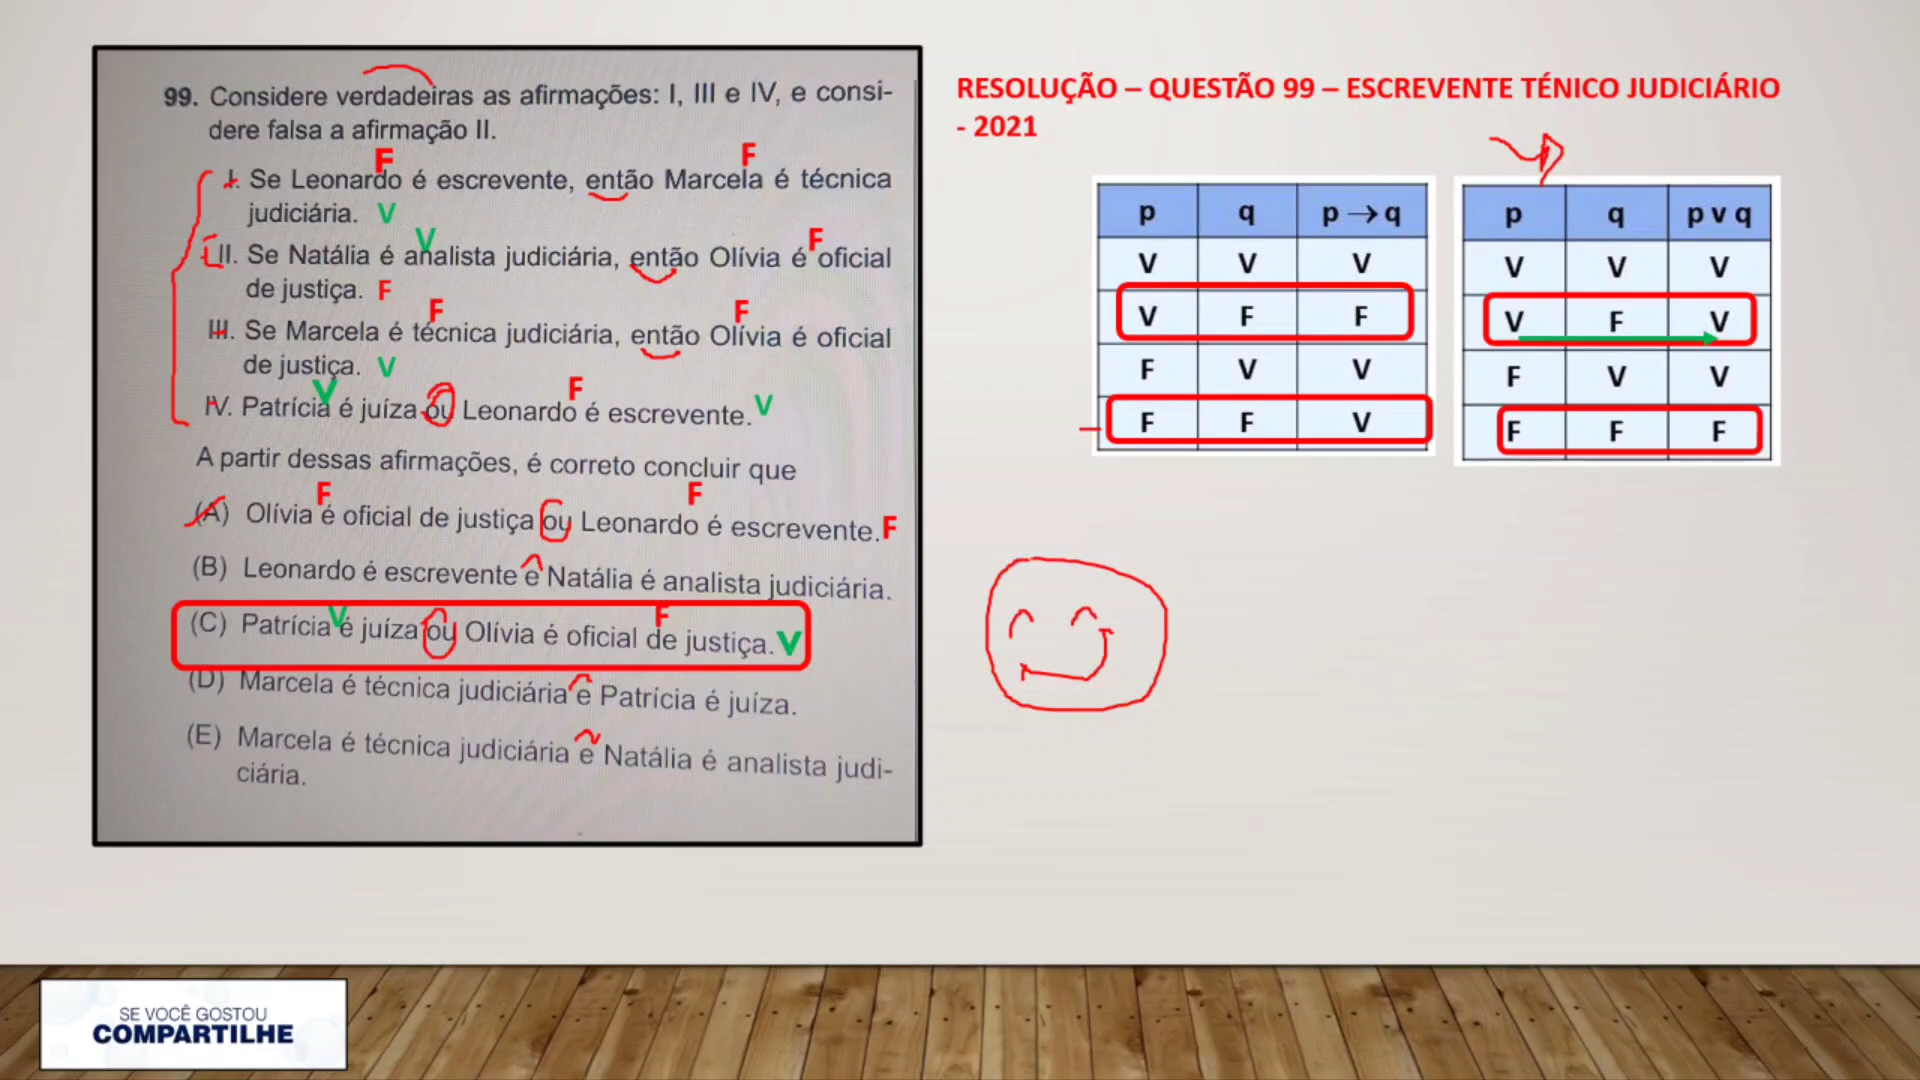 99. Considere verdadeiras as afirmações: I, III e IV, e consi-
dere falsa a afirmação II.
F F
I. Se Leonardo é escrevente, então Marcela é técnica
judiciária. V
V F
II. Se Natália é analista judiciária, então Olívia é oficial
de justiça. F
F F
III. Se Marcela é técnica judiciária, então Olívia é oficial
de justiça. V
V F
IV. Patrícia é juíza ou Leonardo é escrevente. V
A partir dessas afirmações, é correto concluir que
F F
(A) Olívia é oficial de justiça ou Leonardo é escrevente. F
(B) Leonardo é escrevente e Natália é analista judiciária.
V F
(C) Patrícia é juíza ou Olívia é oficial de justiça. V
(D) Marcela é técnica judiciária e Patrícia é juíza.
(E) Marcela é técnica judiciária e Natália é analista judi-
ciária.
RESOLUÇÃO – QUESTÃO 99 – ESCREVENTE TÉNICO JUDICIÁRIO
- 2021
p q p → q
V V V
V F F
F V V
F F V
p q p v q
V V V
V F V
F V V
F F F
SE VOCÊ GOSTOU
COMPARTILHE